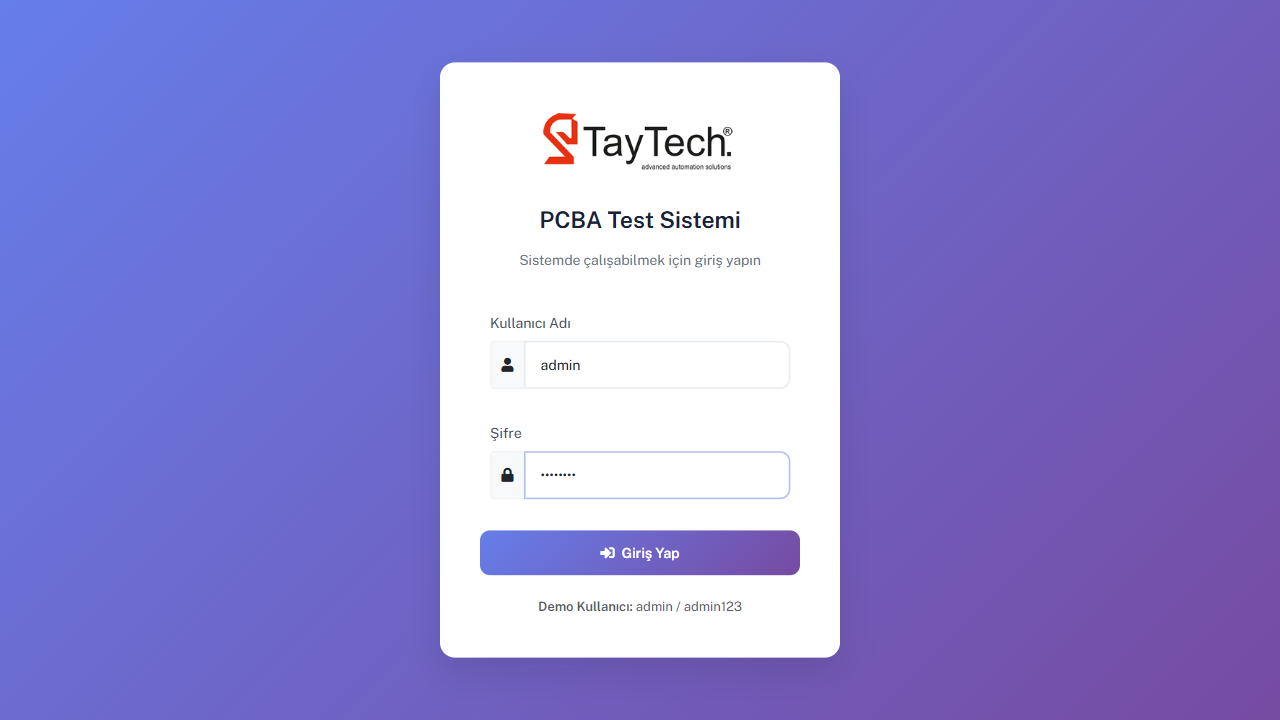 TayTech.®
advanced automation solutions
PCBA Test Sistemi
Sistemde çalışabilmek için giriş yapın
Kullanıcı Adı
admin
Şifre
••••••••
Giriş Yap
Demo Kullanıcı: admin / admin123